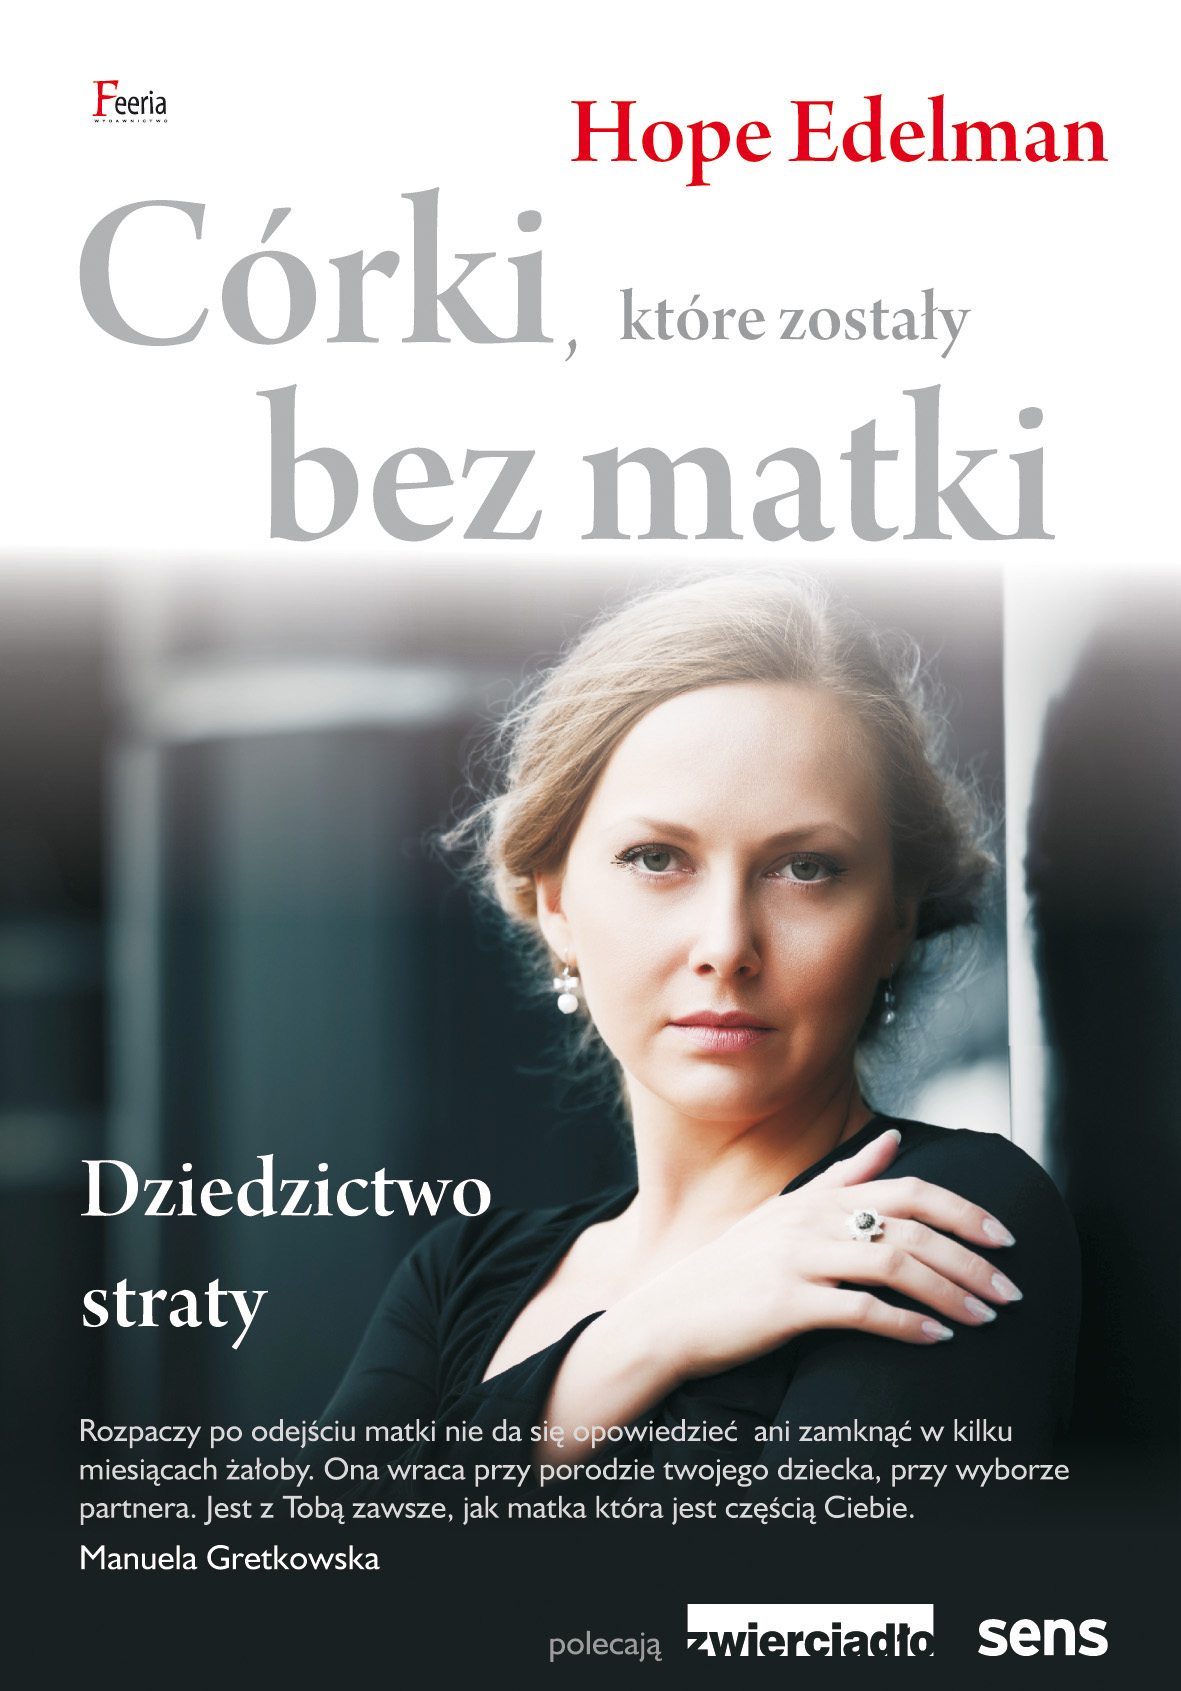 Feeria
WYDAWNICTWO
Hope Edelman
Córki, które zostały
bez matki
Dziedzictwo
straty
Rozpaczy po odejściu matki nie da się opowiedzieć ani zamknąć w kilku
miesiącach żałoby. Ona wraca przy porodzie twojego dziecka, przy wyborze
partnera. Jest z Tobą zawsze, jak matka która jest częścią Ciebie.
Manuela Gretkowska
polecają zwierciadło sens